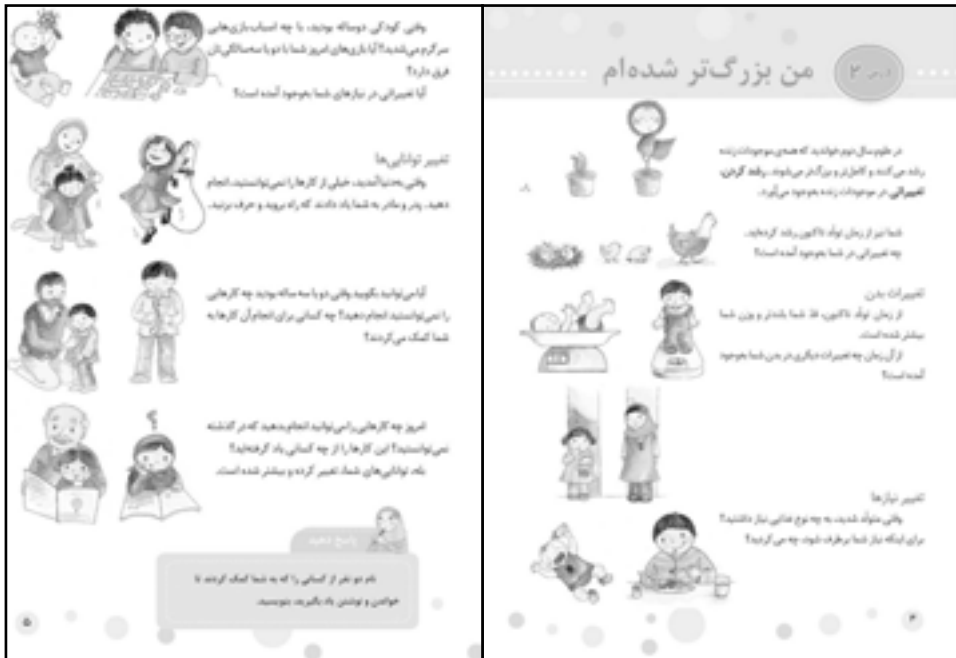 درس ۲
من بزرگ‌تر شده‌ام
در علوم سال دوم خواندید که همه‌ی موجودات زنده
رشد می‌کنند و کامل‌تر و بزرگ‌تر می‌شوند. رشد کردن،
تغییراتی در موجودات زنده به‌وجود می‌آورد.
شما نیز از زمان تولّد تاکنون رشد کرده‌اید.
چه تغییراتی در شما به‌وجود آمده است؟
تغییرات بدن
از زمان تولّد تاکنون، قدّ شما بلندتر و وزن شما
بیشتر شده است.
از آن زمان چه تغییرات دیگری در بدن شما به‌وجود
آمده است؟
تغییر نیازها
وقتی متولّد شدید، به چه نوع غذایی نیاز داشتید؟
برای اینکه نیاز شما برطرف شود، چه می‌کردید؟
۴
وقتی کودکی دوساله بودید، با چه اسباب‌بازی‌هایی
سرگرم می‌شدید؟ آیا بازی‌های امروز شما با دو یا سه‌سالگی‌تان
فرق دارد؟
آیا تغییراتی در نیازهای شما به‌وجود آمده است؟
تغییر توانایی‌ها
وقتی به‌دنیا آمدید، خیلی از کارها را نمی‌توانستید، انجام
دهید. پدر و مادر به شما یاد دادند که راه بروید و حرف بزنید.
آیا می‌توانید بگویید وقتی دو یا سه ساله بودید چه کارهایی
را نمی‌توانستید انجام دهید؟ چه کسانی برای انجام آن کارها به
شما کمک می‌کردند؟
امروز چه کارهایی را می‌توانید انجام بدهید که در گذشته
نمی‌توانستید؟ این کارها را از چه کسانی یاد گرفته‌اید؟
بله، توانایی‌های شما، تغییر کرده و بیشتر شده است.
پاسخ دهید
نام دو نفر از کسانی را که به شما کمک کردند تا
خواندن و نوشتن یاد بگیرید، بنویسید.
۵